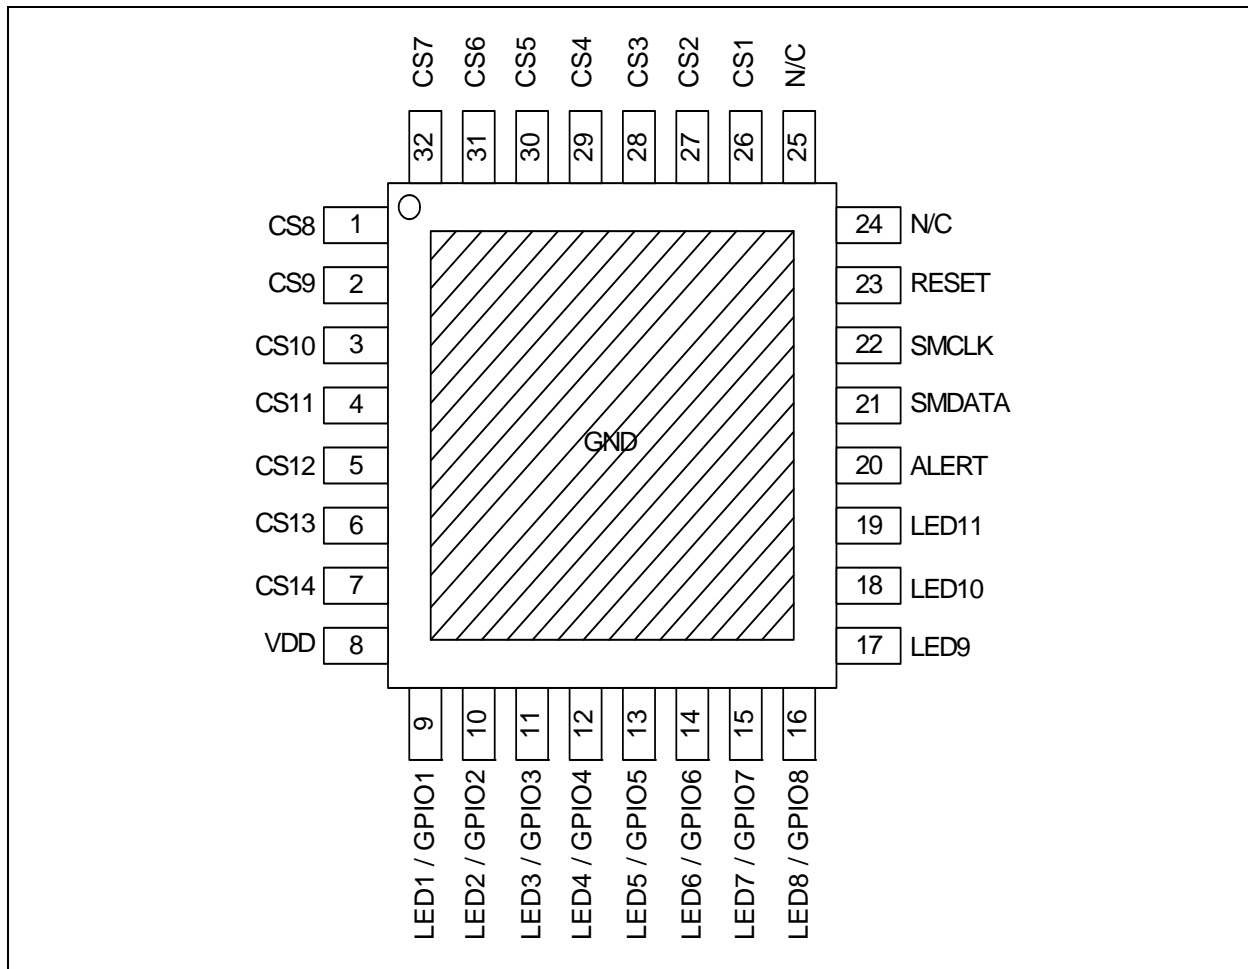 CS7 CS6 CS5 CS4 CS3 CS2 CS1 N/C
32 31 30 29 28 27 26 25
CS8 1 24 N/C
CS9 2 23 RESET
CS10 3 22 SMCLK
CS11 4 21 SMDATA
GND
CS12 5 20 ALERT
CS13 6 19 LED11
CS14 7 18 LED10
VDD 8 17 LED9
9 10 11 12 13 14 15 16
LED1 / GPIO1
LED2 / GPIO2
LED3 / GPIO3
LED4 / GPIO4
LED5 / GPIO5
LED6 / GPIO6
LED7 / GPIO7
LED8 / GPIO8